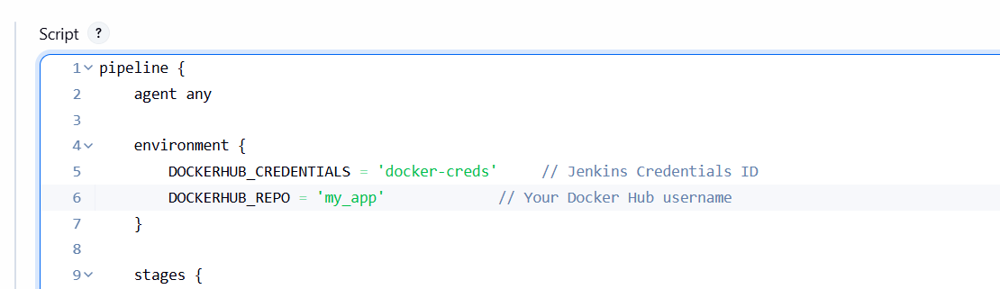 Script ?
1 pipeline {
2     agent any
3
4     environment {
5         DOCKERHUB_CREDENTIALS = 'docker-creds'     // Jenkins Credentials ID
6         DOCKERHUB_REPO = 'my_app'             // Your Docker Hub username
7     }
8
9     stages {